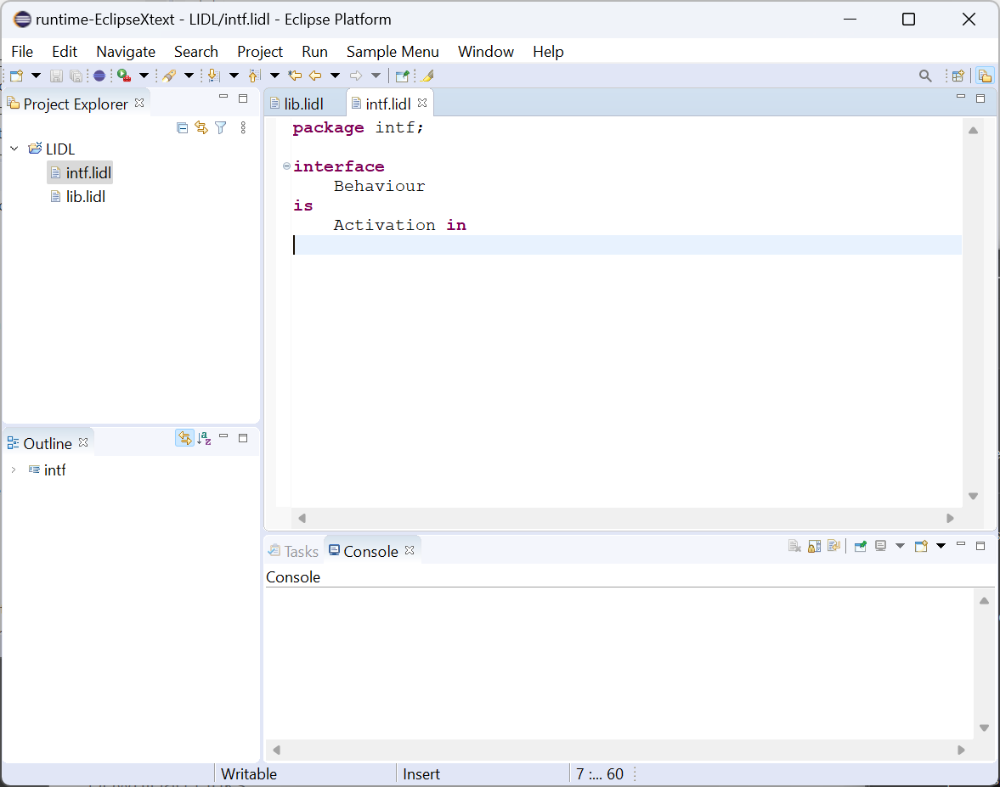 runtime-EclipseXtext - LIDL/intf.lidl - Eclipse Platform
File Edit Navigate Search Project Run Sample Menu Window Help
Project Explorer
LIDL
intf.lidl
lib.lidl
lib.lidl intf.lidl
package intf;
interface
Behaviour
is
Activation in
Outline
intf
Tasks Console
Console
Writable Insert 7 :... 60